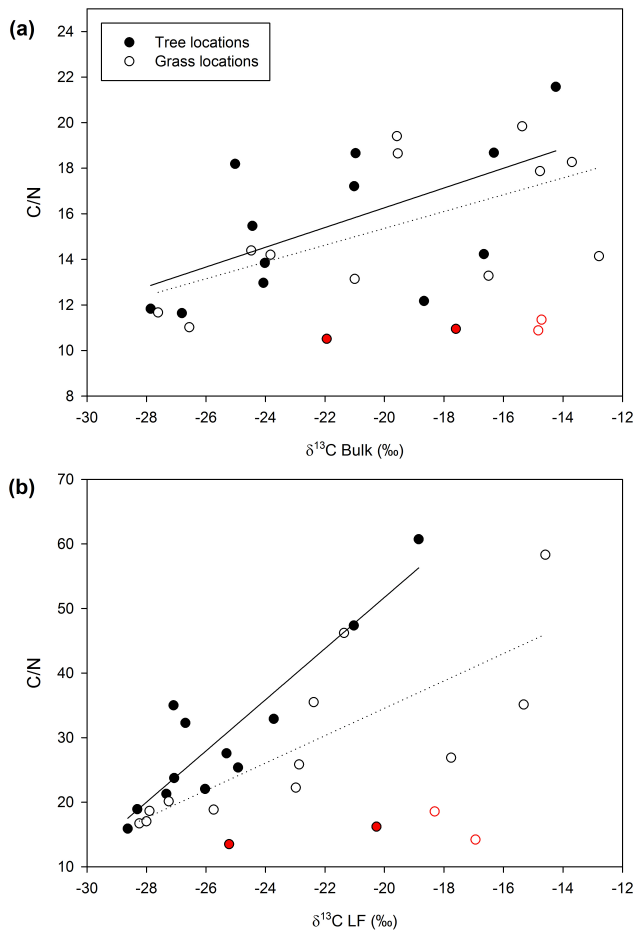 (a)
Tree locations
Grass locations
C/N
24
22
20
18
16
14
12
10
8
-30 -28 -26 -24 -22 -20 -18 -16 -14 -12
δ¹³C Bulk (‰)
(b)
C/N
70
60
50
40
30
20
10
-30 -28 -26 -24 -22 -20 -18 -16 -14 -12
δ¹³C LF (‰)